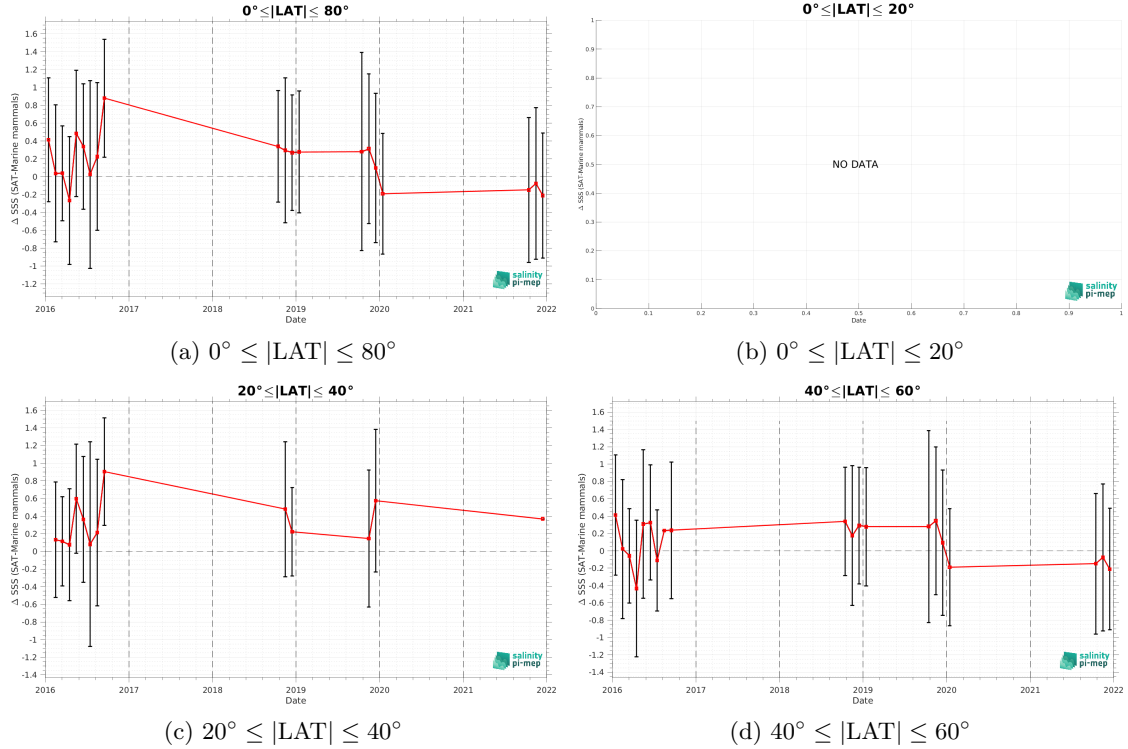 0°≤|LAT|≤ 80°
Δ SSS (SAT-Marine mammals)
1.6
1.4
1.2
1
0.8
0.6
0.4
0.2
0
-0.2
-0.4
-0.6
-0.8
-1
-1.2
2016 2017 2018 2019 2020 2021 2022
Date
salinity
pi-mep
(a) 0° ≤ |LAT| ≤ 80°
0°≤|LAT|≤ 20°
Δ SSS (SAT-Marine mammals)
1
0.9
0.8
0.7
0.6
0.5
0.4
0.3
0.2
0.1
0
NO DATA
0 0.1 0.2 0.3 0.4 0.5 0.6 0.7 0.8 0.9 1
Date
salinity
pi-mep
(b) 0° ≤ |LAT| ≤ 20°
20°≤|LAT|≤ 40°
Δ SSS (SAT-Marine mammals)
1.6
1.4
1.2
1
0.8
0.6
0.4
0.2
0
-0.2
-0.4
-0.6
-0.8
-1
-1.2
-1.4
2016 2017 2018 2019 2020 2021 2022
Date
salinity
pi-mep
(c) 20° ≤ |LAT| ≤ 40°
40°≤|LAT|≤ 60°
Δ SSS (SAT-Marine mammals)
1.6
1.4
1.2
1
0.8
0.6
0.4
0.2
0
-0.2
-0.4
-0.6
-0.8
-1
-1.2
-1.4
2016 2017 2018 2019 2020 2021 2022
Date
salinity
pi-mep
(d) 40° ≤ |LAT| ≤ 60°